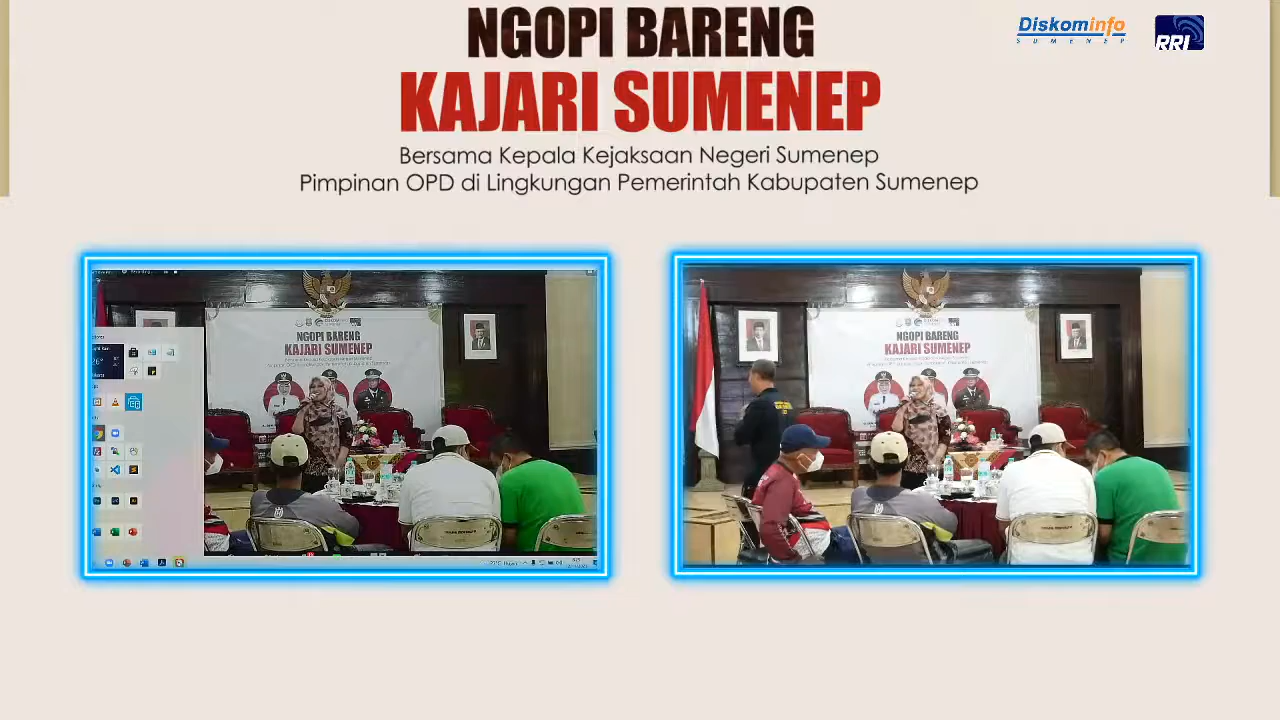 NGOPI BARENG
Diskominfo
SUMENEP
RRI
KAJARI SUMENEP
Bersama Kepala Kejaksaan Negeri Sumenep
Pimpinan OPD di Lingkungan Pemerintah Kabupaten Sumenep
NGOPI BARENG
KAJARI SUMENEP
NGOPI BARENG
KAJARI SUMENEP